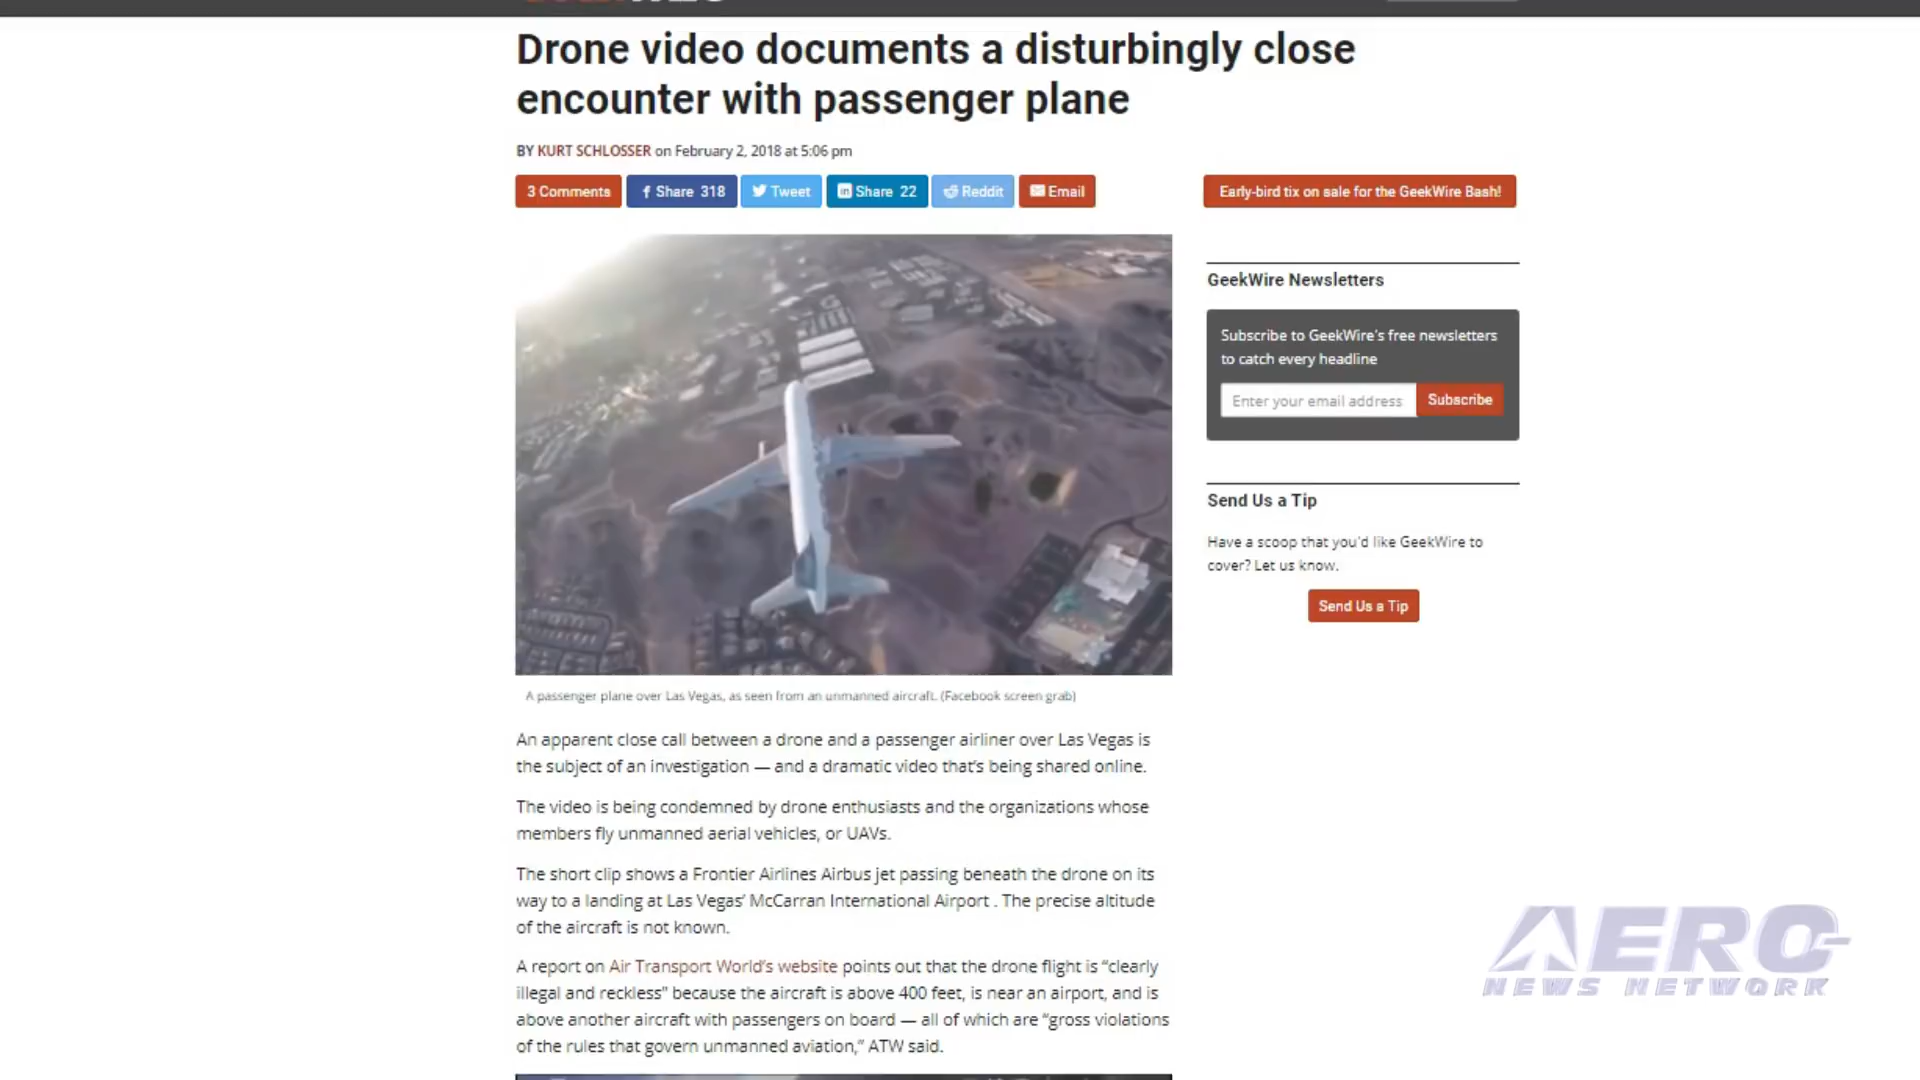 Drone video documents a disturbingly close
encounter with passenger plane
BY KURT SCHLOSSER on February 2, 2018 at 5:06 pm
3 Comments
Share 318
Tweet
in Share 22
Reddit
Email
Early-bird tix on sale for the GeekWire Bash!
GeekWire Newsletters
Subscribe to GeekWire's free newsletters
to catch every headline
Enter your email address
Subscribe
Send Us a Tip
Have a scoop that you'd like GeekWire to
cover? Let us know.
Send Us a Tip
A passenger plane over Las Vegas, as seen from an unmanned aircraft. (Facebook screen grab)
An apparent close call between a drone and a passenger airliner over Las Vegas is
the subject of an investigation — and a dramatic video that's being shared online.
The video is being condemned by drone enthusiasts and the organizations whose
members fly unmanned aerial vehicles, or UAVs.
The short clip shows a Frontier Airlines Airbus jet passing beneath the drone on its
way to a landing at Las Vegas' McCarran International Airport . The precise altitude
of the aircraft is not known.
A report on Air Transport World's website points out that the drone flight is “clearly
illegal and reckless” because the aircraft is above 400 feet, is near an airport, and is
above another aircraft with passengers on board — all of which are “gross violations
of the rules that govern unmanned aviation,” ATW said.
AERO
NEWS NETWORK